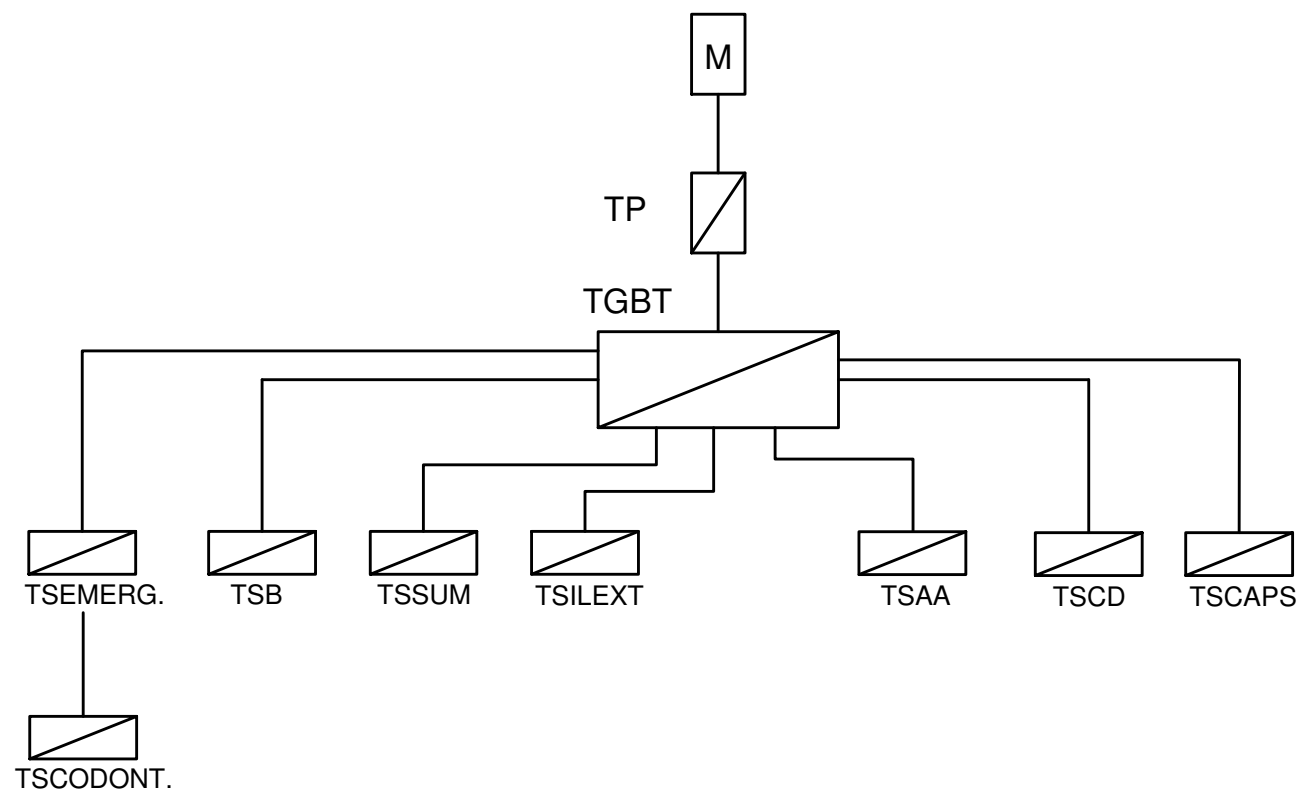 M
TP
TGBT
TSEMERG.
TSB
TSSUM
TSILEXT
TSAA
TSCD
TSCAPS
TSCODONT.